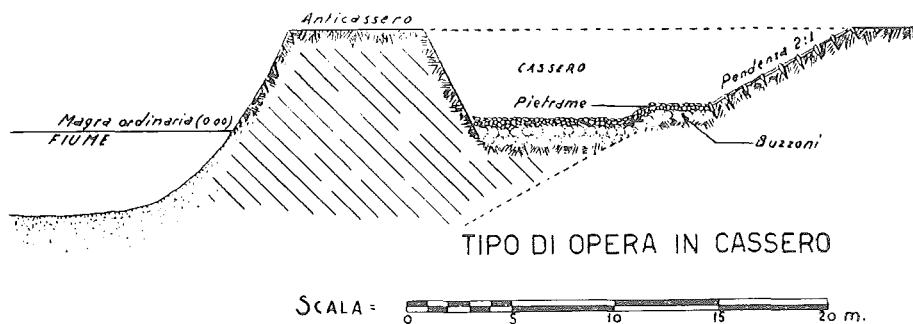 Anticassero
CASSERO
Pendenza 2:1
Pietrame
Magra ordinaria (0.00)
FIUME
Buzzoni
TIPO DI OPERA IN CASSERO
SCALA =
0 5 10 15 20 m.